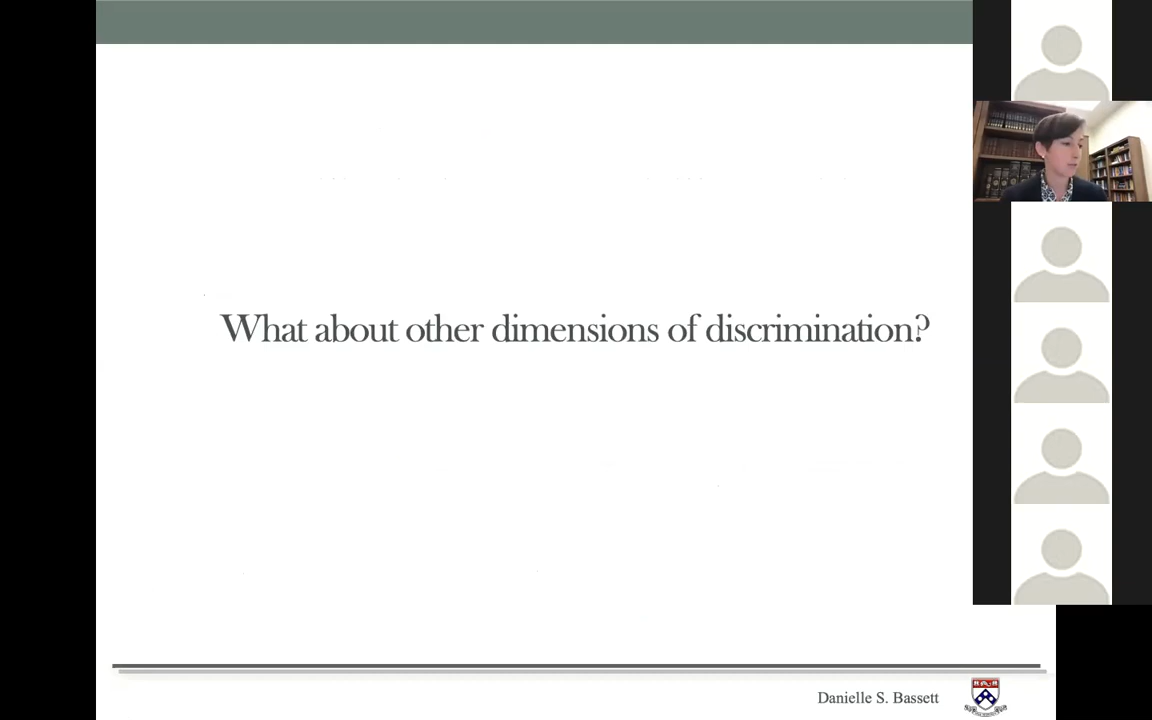 What about other dimensions of discrimination?
Danielle S. Bassett